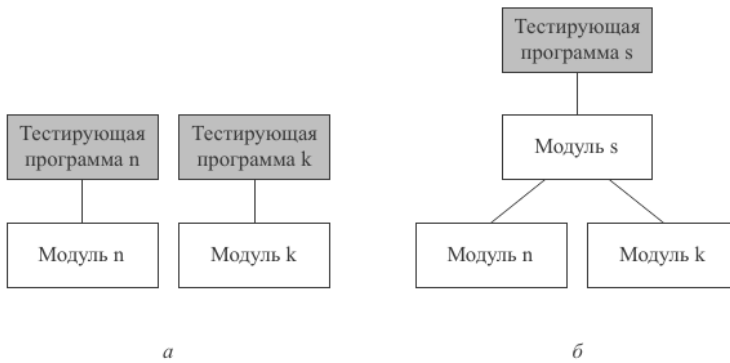 Тестирующая
программа s
Тестирующая
программа n
Тестирующая
программа k
Модуль s
Модуль n
Модуль k
Модуль n
Модуль k
а
б